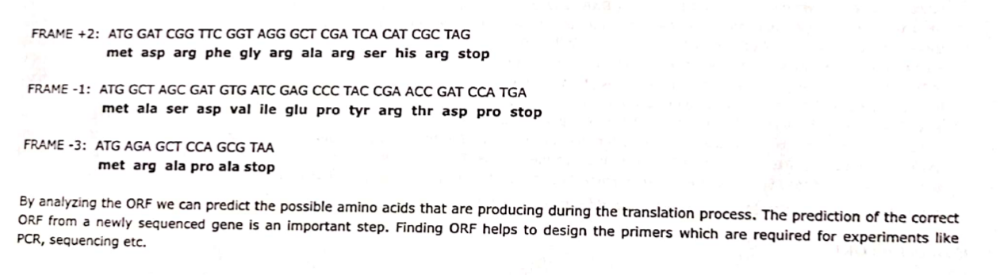 FRAME +2: ATG GAT CGG TTC GGT AGG GCT CGA TCA CAT CGC TAG
met asp arg phe gly arg ala arg ser his arg stop
FRAME -1: ATG GCT AGC GAT GTG ATC GAG CCC TAC CGA ACC GAT CCA TGA
met ala ser asp val ile glu pro tyr arg thr asp pro stop
FRAME -3: ATG AGA GCT CCA GCG TAA
met arg ala pro ala stop
By analyzing the ORF we can predict the possible amino acids that are producing during the translation process. The prediction of the correct
ORF from a newly sequenced gene is an important step. Finding ORF helps to design the primers which are required for experiments like
PCR, sequencing etc.